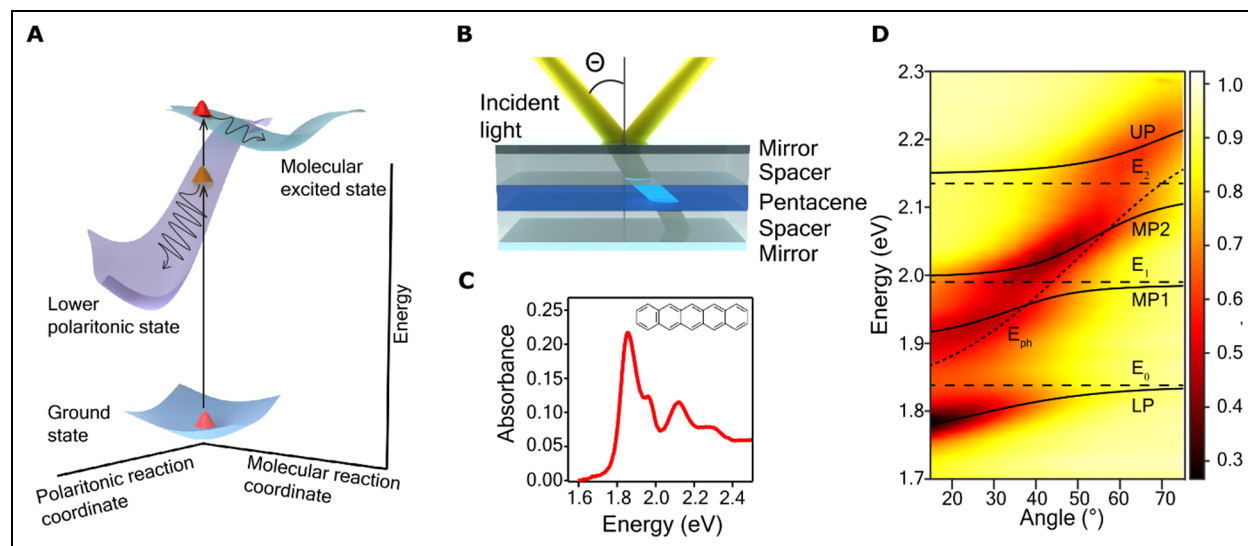 A
Molecular
excited state
Lower
polaritonic state
Energy
Ground
state
Polaritonic reaction
coordinate
Molecular reaction
coordinate
B
Θ
Incident
light
Mirror
Spacer
Pentacene
Spacer
Mirror
C
Absorbance
0.25
0.20
0.15
0.10
0.05
0.00
1.6 1.8 2.0 2.2 2.4
Energy (eV)
D
Energy (eV)
2.3
2.2
2.1
2.0
1.9
1.8
1.7
UP
E2
MP2
E1
MP1
Eph
E0
LP
20 30 40 50 60 70
Angle (°)
1.0
0.9
0.8
0.7
0.6
0.5
0.4
0.3